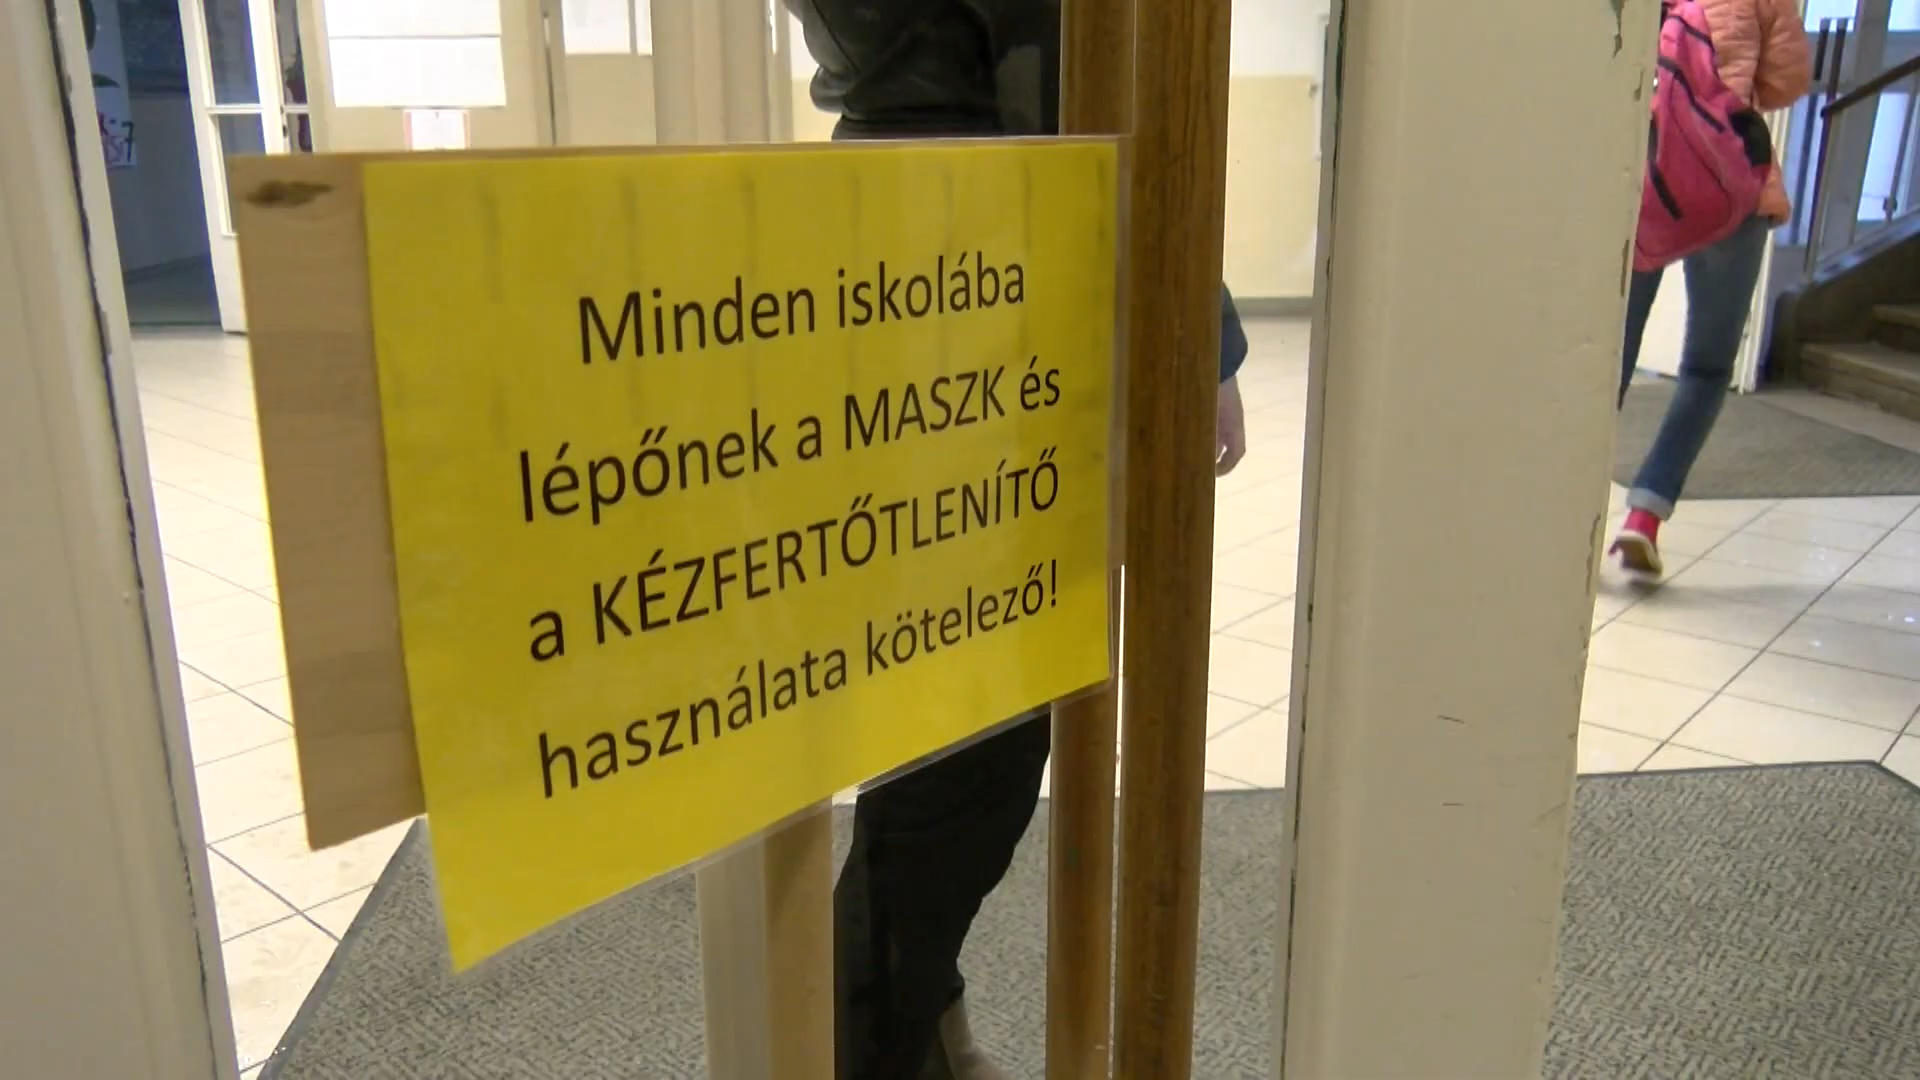 Minden iskolába
lépőnek a MASZK és
a KÉZFERTŐTLENÍTŐ
használata kötelező!